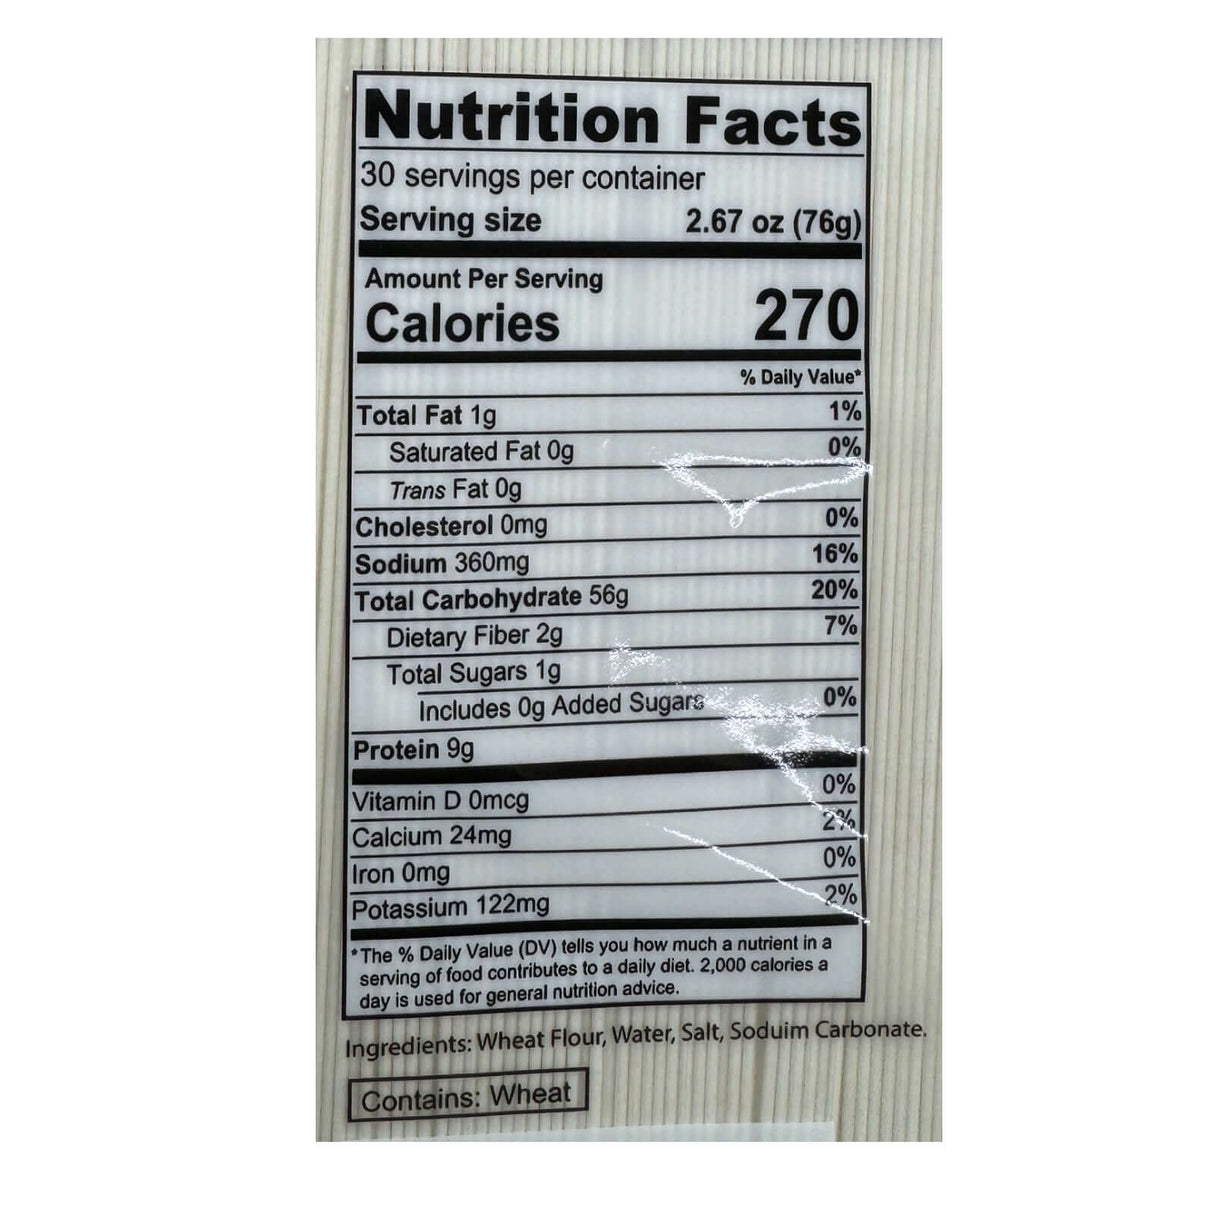 Nutrition Facts
30 servings per container
Serving size 2.67 oz (76g)
Amount Per Serving
Calories 270
% Daily Value*
Total Fat 1g 1%
Saturated Fat 0g 0%
Trans Fat 0g
Cholesterol 0mg 0%
Sodium 360mg 16%
Total Carbohydrate 56g 20%
Dietary Fiber 2g 7%
Total Sugars 1g
Includes 0g Added Sugars 0%
Protein 9g
Vitamin D 0mcg 0%
Calcium 24mg 2%
Iron 0mg 0%
Potassium 122mg 2%
*The % Daily Value (DV) tells you how much a nutrient in a
serving of food contributes to a daily diet. 2,000 calories a
day is used for general nutrition advice.
Ingredients: Wheat Flour, Water, Salt, Soduim Carbonate.
Contains: Wheat